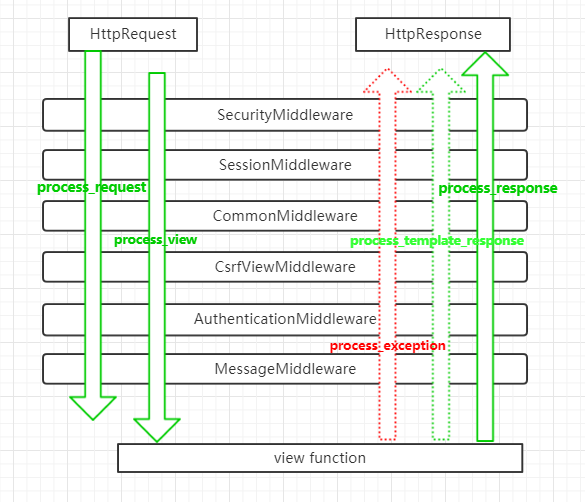 HttpRequest
HttpResponse
SecurityMiddleware
SessionMiddleware
process_request
process_response
CommonMiddleware
process_view
process_template_response
CsrfViewMiddleware
AuthenticationMiddleware
process_exception
MessageMiddleware
view function